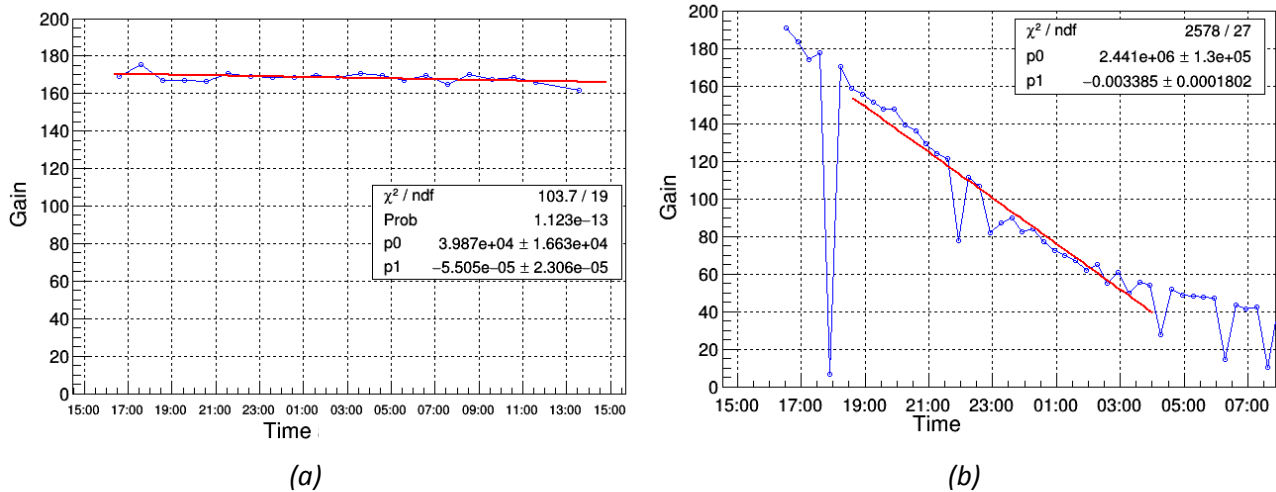 200
180
160
140
120
100
80
60
40
20
0
Gain
15:00 17:00 19:00 21:00 23:00 01:00 03:00 05:00 07:00 09:00 11:00 13:00 15:00
Time
χ² / ndf 103.7 / 19
Prob 1.123e−13
p0 3.987e+04 ± 1.663e+04
p1 −5.505e−05 ± 2.306e−05
(a)
200
180
160
140
120
100
80
60
40
20
0
Gain
15:00 17:00 19:00 21:00 23:00 01:00 03:00 05:00 07:00
Time
χ² / ndf 2578 / 27
p0 2.441e+06 ± 1.3e+05
p1 −0.003385 ± 0.0001802
(b)